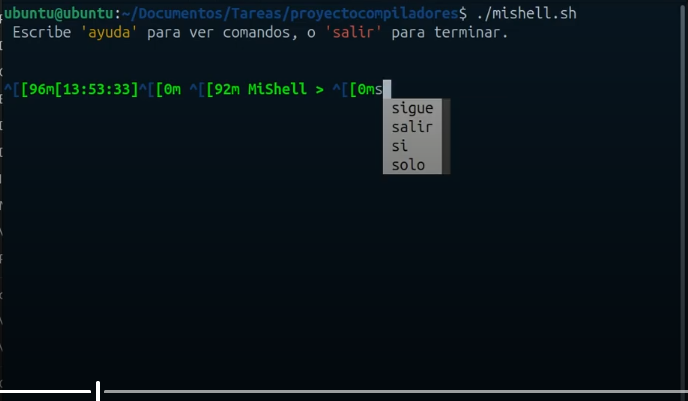 ubuntu@ubuntu:~/Documentos/Tareas/proyectocompiladores$ ./mishell.sh
Escribe 'ayuda' para ver comandos, o 'salir' para terminar.
^[[96m[13:53:33]^[[0m ^[[92m MiShell > ^[[0ms
sigue
salir
si
solo